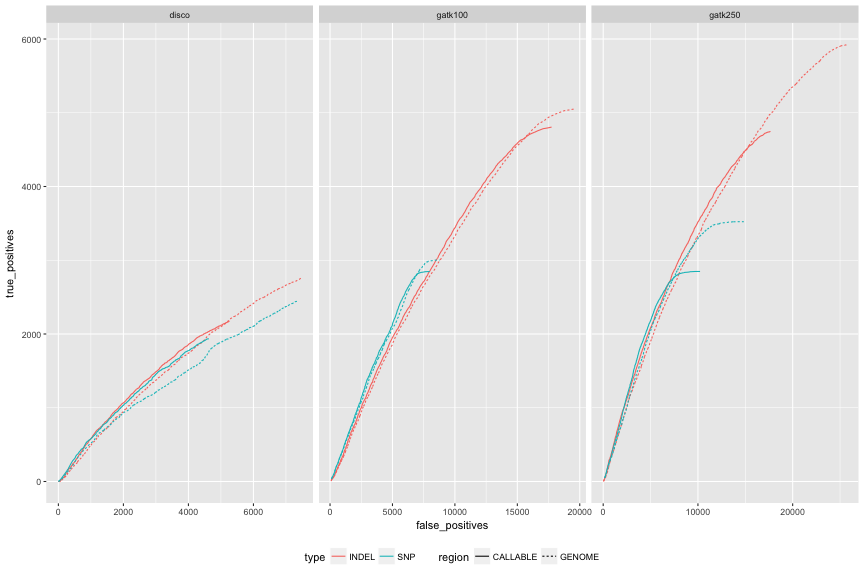 disco gatk100 gatk250
true_positives
6000
4000
2000
0
0 2000 4000 6000 0 5000 10000 15000 20000 0 10000 20000
false_positives
type INDEL SNP region CALLABLE GENOME